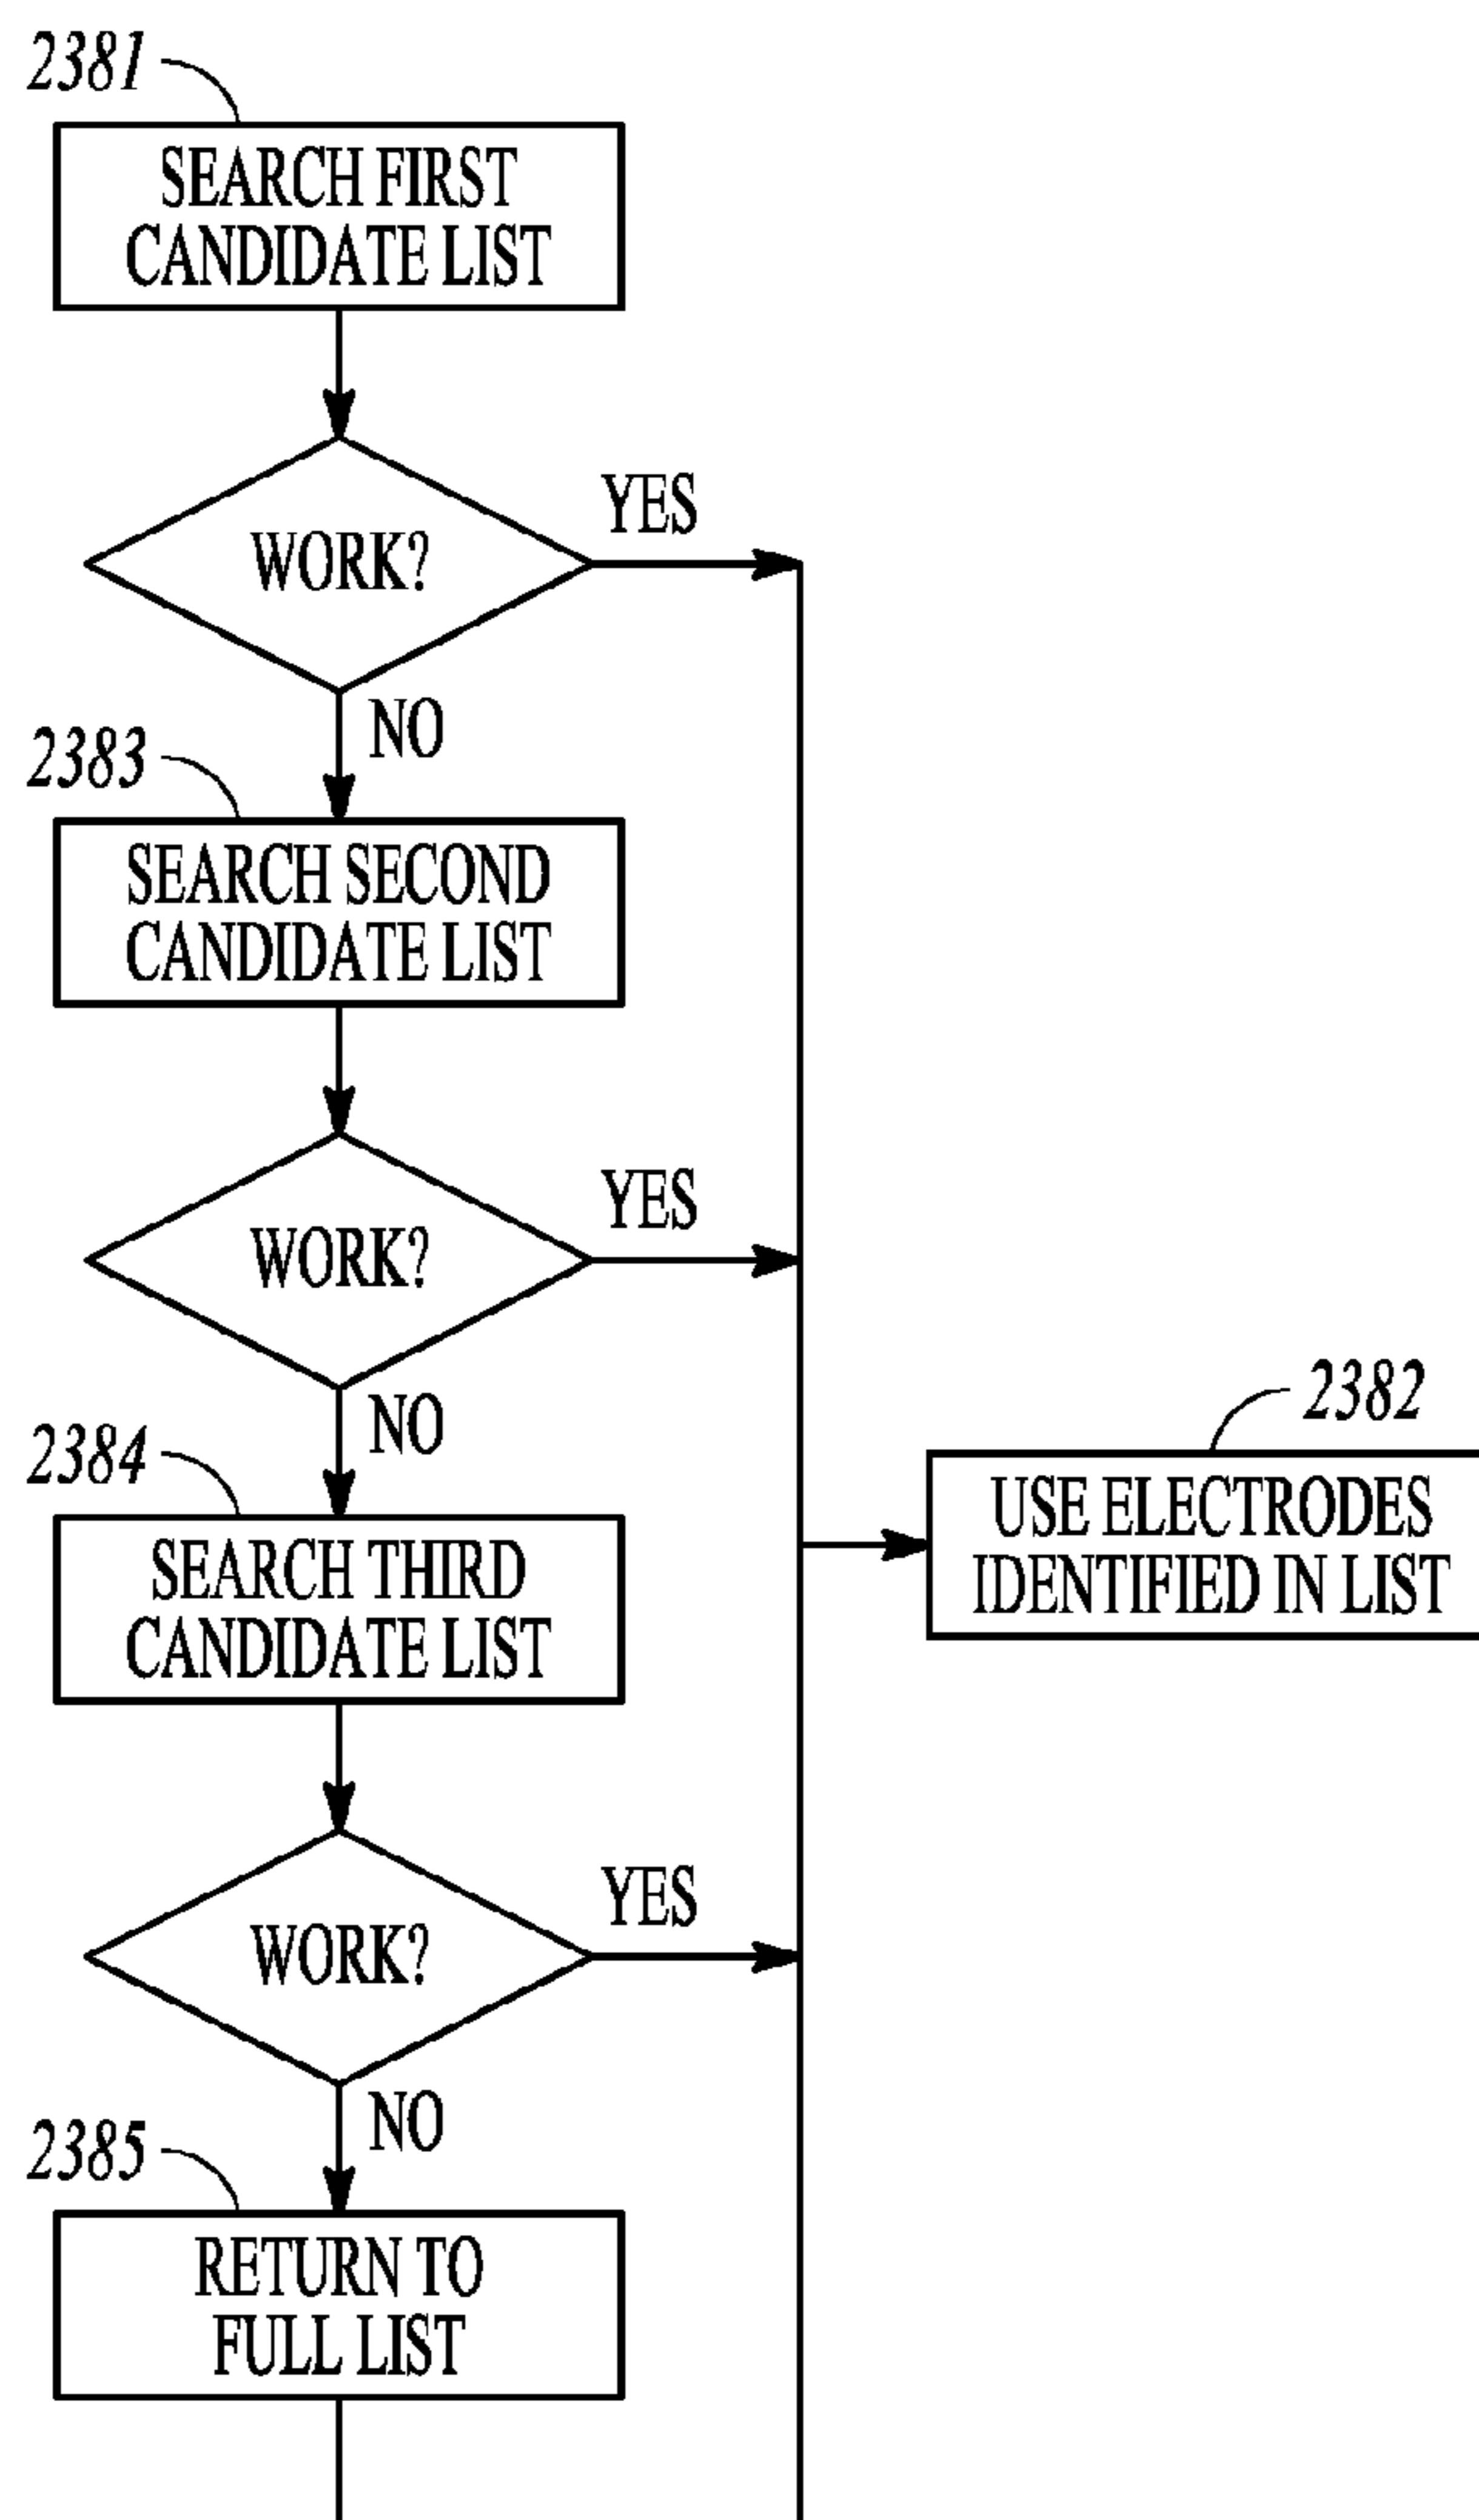 2381
SEARCH FIRST
CANDIDATE LIST
WORK?
YES
NO
2383
SEARCH SECOND
CANDIDATE LIST
WORK?
YES
NO
2382
USE ELECTRODES
IDENTIFIED IN LIST
2384
SEARCH THIRD
CANDIDATE LIST
WORK?
YES
NO
2385
RETURN TO
FULL LIST